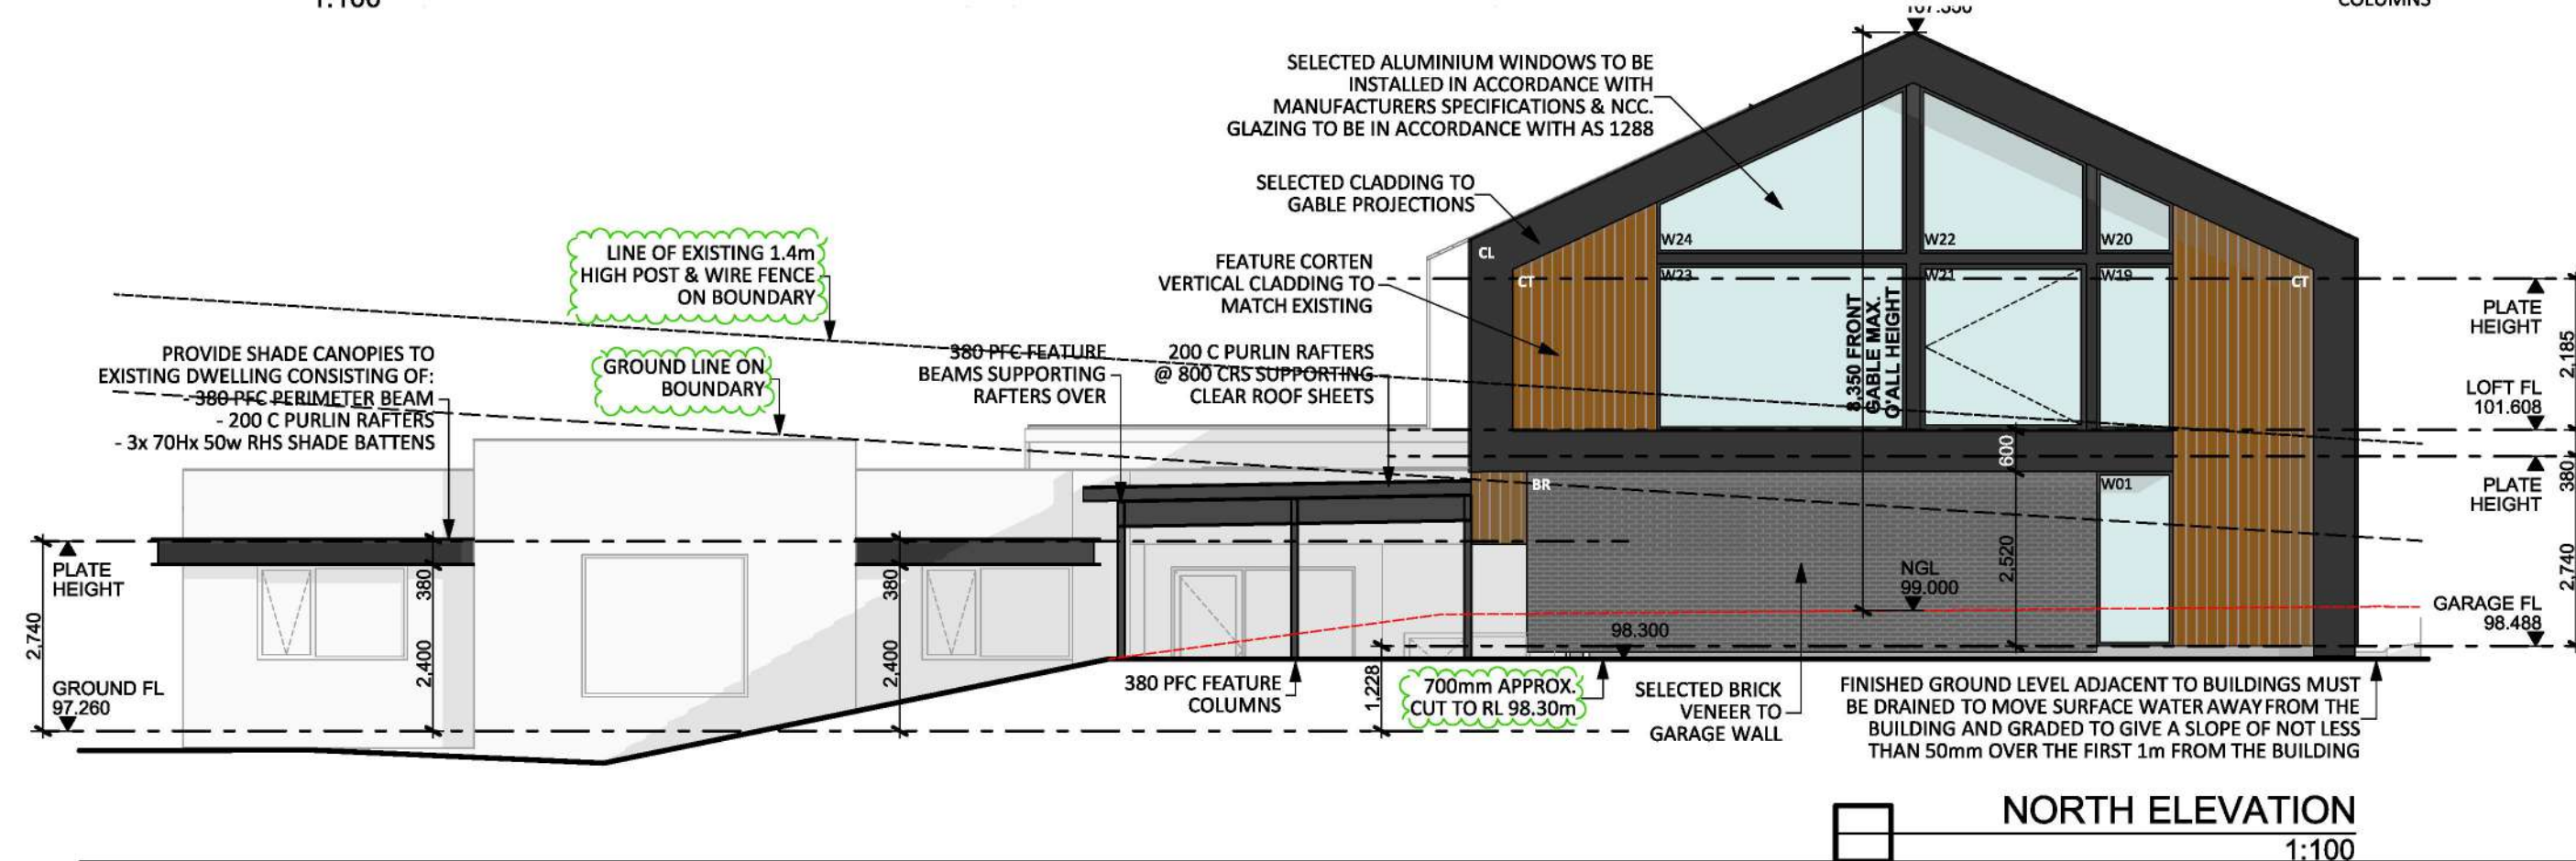 1:100
COLUMNS
107.350
SELECTED ALUMINIUM WINDOWS TO BE
INSTALLED IN ACCORDANCE WITH
MANUFACTURERS SPECIFICATIONS & NCC.
GLAZING TO BE IN ACCORDANCE WITH AS 1288
SELECTED CLADDING TO
GABLE PROJECTIONS
FEATURE CORTEN
VERTICAL CLADDING TO
MATCH EXISTING
LINE OF EXISTING 1.4m
HIGH POST & WIRE FENCE
ON BOUNDARY
GROUND LINE ON
BOUNDARY
PROVIDE SHADE CANOPIES TO
EXISTING DWELLING CONSISTING OF:
- 380 PFC PERIMETER BEAM
- 200 C PURLIN RAFTERS
- 3x 70Hx 50w RHS SHADE BATTENS
380 PFC FEATURE
BEAMS SUPPORTING
RAFTERS OVER
200 C PURLIN RAFTERS
@ 800 CRS SUPPORTING
CLEAR ROOF SHEETS
CL
CT
CT
W24
W22
W20
W23
W21
W19
8,350 FRONT
GABLE MAX.
O'ALL HEIGHT
PLATE
HEIGHT
2,185
LOFT FL
101.608
600
380
PLATE
HEIGHT
BR
W01
2,520
NGL
99.000
2,740
GARAGE FL
98.488
98.300
PLATE
HEIGHT
2,740
GROUND FL
97.260
380
2,400
380
2,400
380 PFC FEATURE
COLUMNS
1,228
700mm APPROX.
CUT TO RL 98.30m
SELECTED BRICK
VENEER TO
GARAGE WALL
FINISHED GROUND LEVEL ADJACENT TO BUILDINGS MUST
BE DRAINED TO MOVE SURFACE WATER AWAY FROM THE
BUILDING AND GRADED TO GIVE A SLOPE OF NOT LESS
THAN 50mm OVER THE FIRST 1m FROM THE BUILDING
NORTH ELEVATION
1:100